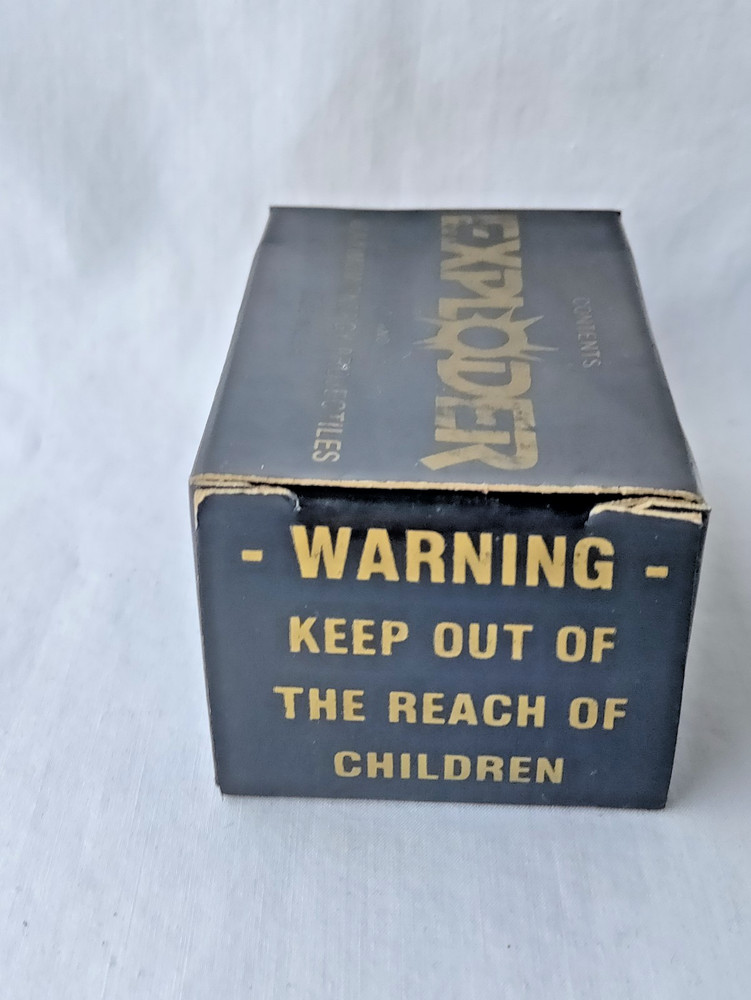 CONTENTS
EXPLODER
PROJECTILES
- WARNING -
KEEP OUT OF
THE REACH OF
CHILDREN